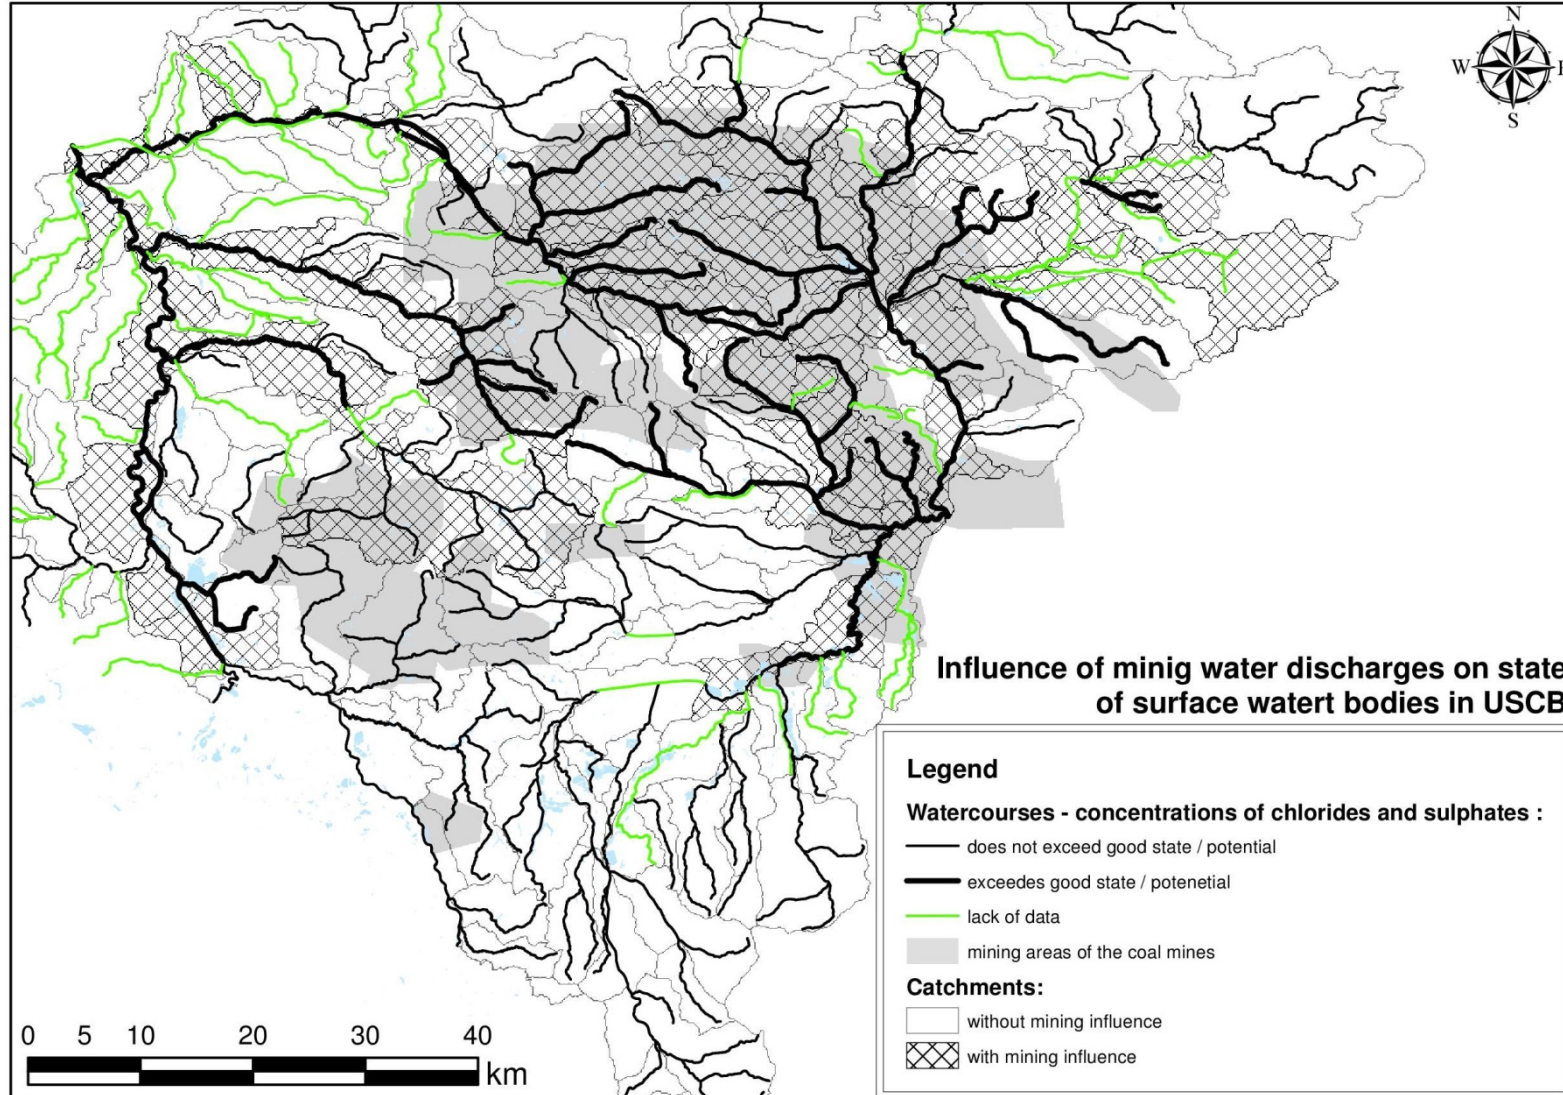 N
W E
S
Influence of minig water discharges on state
of surface watert bodies in USCB
Legend
Watercourses - concentrations of chlorides and sulphates :
does not exceed good state / potential
exceedes good state / potenetial
lack of data
mining areas of the coal mines
Catchments:
without mining influence
with mining influence
0 5 10 20 30 40
km